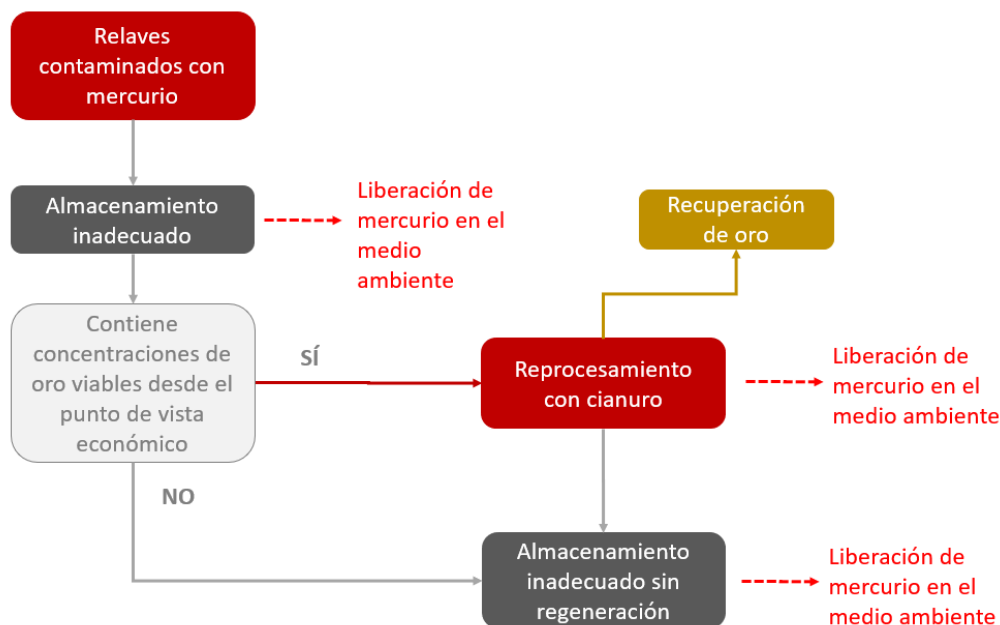 Relaves
contaminados con
mercurio
Almacenamiento
inadecuado
Liberación de
mercurio en el
medio
ambiente
Recuperación
de oro
Contiene
concentraciones de
oro viables desde el
punto de vista
económico
SÍ
Reprocesamiento
con cianuro
Liberación de
mercurio en el
medio ambiente
NO
Almacenamiento
inadecuado sin
regeneración
Liberación de
mercurio en el
medio ambiente